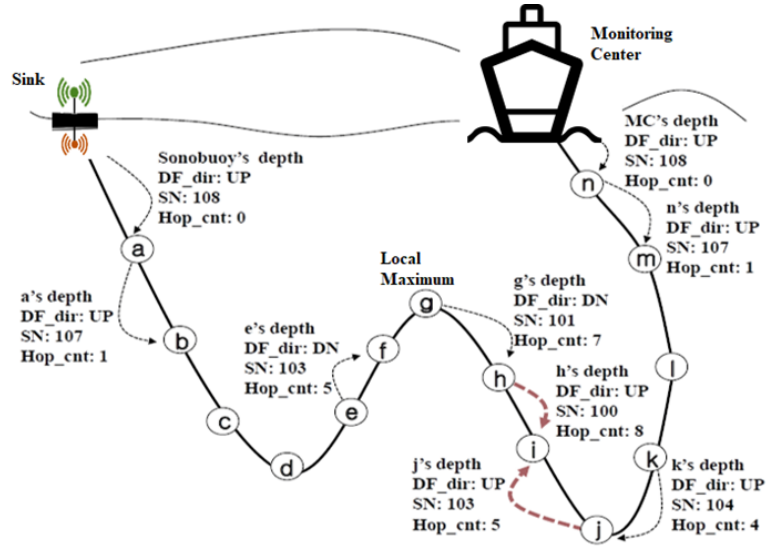 Sink
Monitoring
Center
Sonobuoy's depth
DF_dir: UP
SN: 108
Hop_cnt: 0
MC's depth
DF_dir: UP
SN: 108
Hop_cnt: 0
n
n's depth
DF_dir: UP
SN: 107
Hop_cnt: 1
m
a
a's depth
DF_dir: UP
SN: 107
Hop_cnt: 1
b
c
d
e's depth
DF_dir: DN
SN: 103
Hop_cnt: 5
e
f
Local
Maximum
g
g's depth
DF_dir: DN
SN: 101
Hop_cnt: 7
h
h's depth
DF_dir: UP
SN: 100
Hop_cnt: 8
i
j's depth
DF_dir: UP
SN: 103
Hop_cnt: 5
j
l
k
k's depth
DF_dir: UP
SN: 104
Hop_cnt: 4